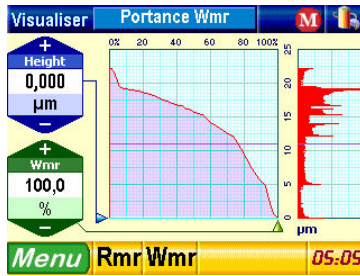 Visualiser Portance Wmr M
+ 0% 20 40 60 80 100% 25
Height
0,000 20
µm
− 15
+
Wmr 10
100,0
% 5
− 0 µm
Menu Rmr Wmr 05:05